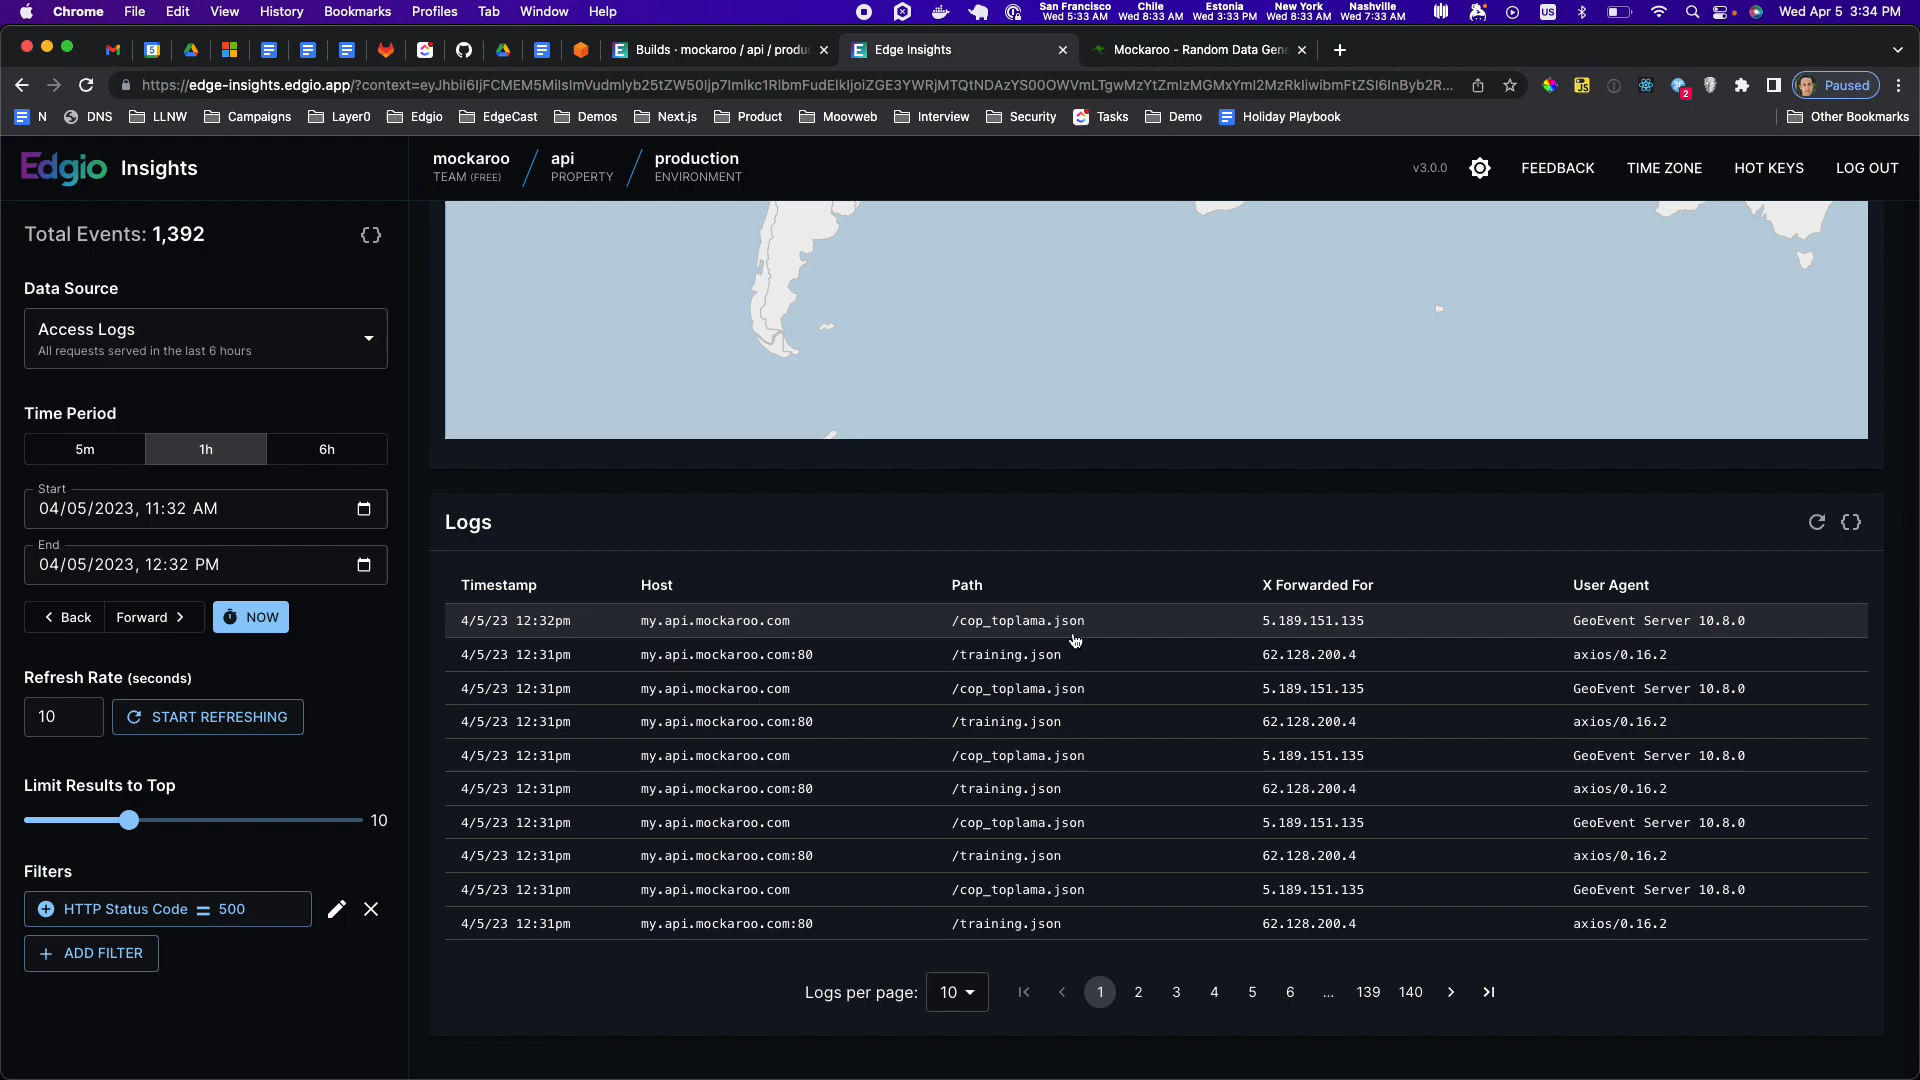 Chrome File Edit View History Bookmarks Profiles Tab Window Help
San Francisco Chile Estonia New York Nashville
Wed 5:33 AM Wed 8:33 AM Wed 3:33 PM Wed 8:33 AM Wed 7:33 AM
US Wed Apr 5 3:34 PM
Builds · mockaroo / api / produ
Edge Insights
Mockaroo - Random Data Gene
Paused
N DNS LLNW Campaigns Layer0 Edgio EdgeCast Demos Next.js Product Moovweb Interview Security Tasks Demo Holiday Playbook Other Bookmarks
2
Edgio Insights
mockaroo api production
TEAM (FREE) PROPERTY ENVIRONMENT
v3.0.0 FEEDBACK TIME ZONE HOT KEYS LOG OUT
Total Events: 1,392
{}
Data Source
Access Logs
All requests served in the last 6 hours
Time Period
5m 1h 6h
Start
04/05/2023, 11:32 AM
End
04/05/2023, 12:32 PM
Back Forward NOW
Refresh Rate (seconds)
10 START REFRESHING
Limit Results to Top
10
Filters
HTTP Status Code = 500
+ ADD FILTER
Logs
{}
Timestamp Host Path X Forwarded For User Agent
4/5/23 12:32pm my.api.mockaroo.com /cop_toplama.json 5.189.151.135 GeoEvent Server 10.8.0
4/5/23 12:31pm my.api.mockaroo.com:80 /training.json 62.128.200.4 axios/0.16.2
4/5/23 12:31pm my.api.mockaroo.com /cop_toplama.json 5.189.151.135 GeoEvent Server 10.8.0
4/5/23 12:31pm my.api.mockaroo.com:80 /training.json 62.128.200.4 axios/0.16.2
4/5/23 12:31pm my.api.mockaroo.com /cop_toplama.json 5.189.151.135 GeoEvent Server 10.8.0
4/5/23 12:31pm my.api.mockaroo.com:80 /training.json 62.128.200.4 axios/0.16.2
4/5/23 12:31pm my.api.mockaroo.com /cop_toplama.json 5.189.151.135 GeoEvent Server 10.8.0
4/5/23 12:31pm my.api.mockaroo.com:80 /training.json 62.128.200.4 axios/0.16.2
4/5/23 12:31pm my.api.mockaroo.com /cop_toplama.json 5.189.151.135 GeoEvent Server 10.8.0
4/5/23 12:31pm my.api.mockaroo.com:80 /training.json 62.128.200.4 axios/0.16.2
Logs per page: 10 1 2 3 4 5 6 ... 139 140